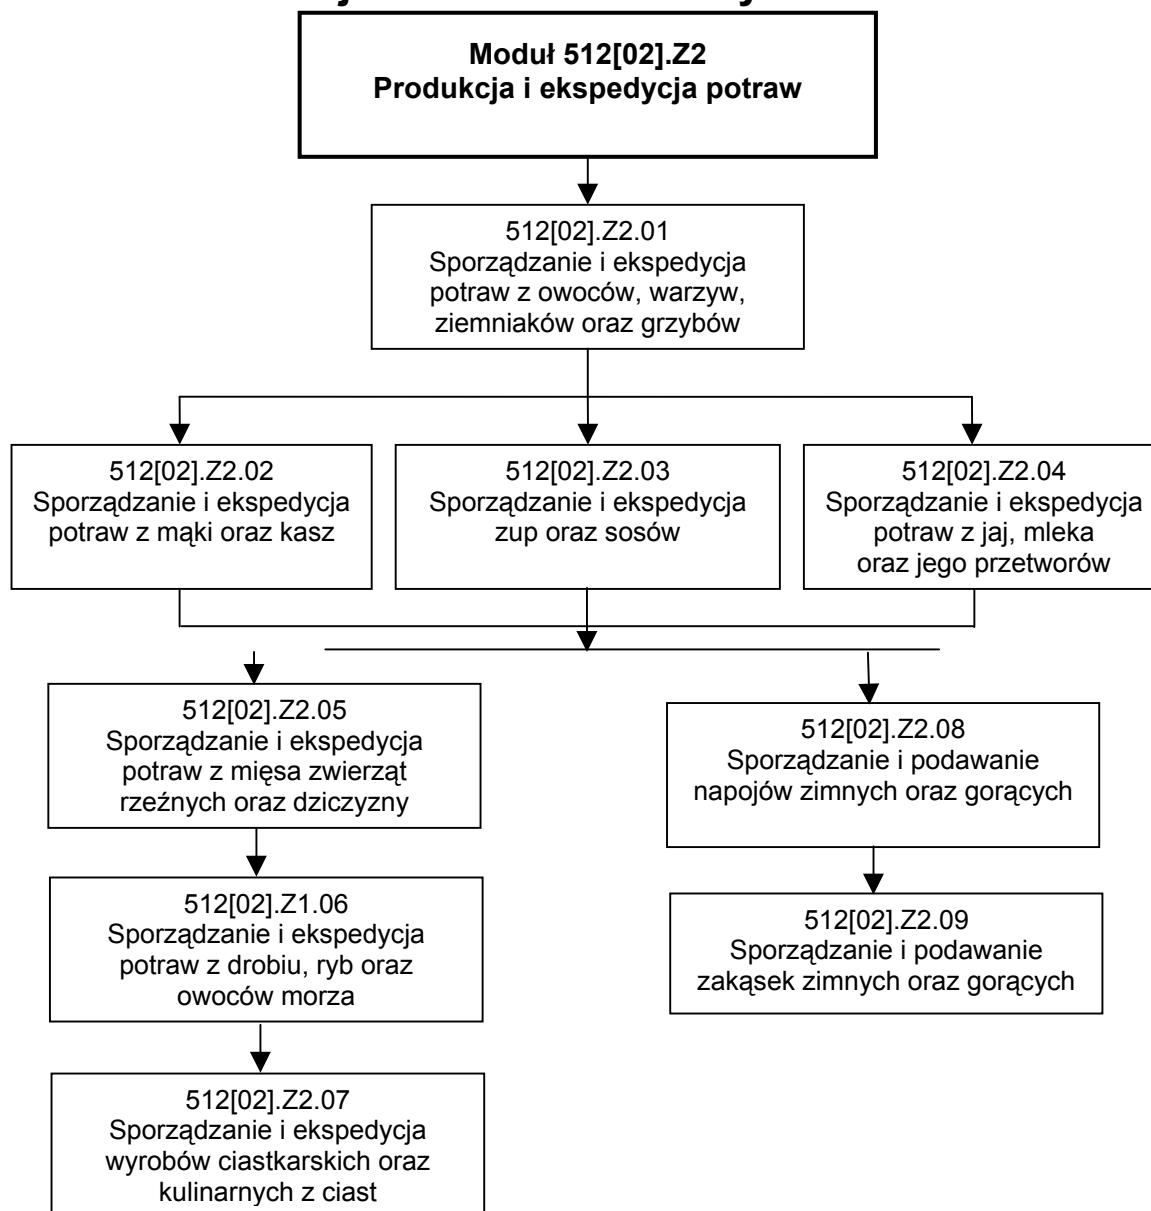 Moduł 512[02].Z2
Produkcja i ekspedycja potraw
512[02].Z2.01
Sporządzanie i ekspedycja
potraw z owoców, warzyw,
ziemniaków oraz grzybów
512[02].Z2.02
Sporządzanie i ekspedycja
potraw z mąki oraz kasz
512[02].Z2.03
Sporządzanie i ekspedycja
zup oraz sosów
512[02].Z2.04
Sporządzanie i ekspedycja
potraw z jaj, mleka
oraz jego przetworów
512[02].Z2.05
Sporządzanie i ekspedycja
potraw z mięsa zwierząt
rzeźnych oraz dziczyzny
512[02].Z1.06
Sporządzanie i ekspedycja
potraw z drobiu, ryb oraz
owoców morza
512[02].Z2.07
Sporządzanie i ekspedycja
wyrobów ciastkarskich oraz
kulinarnych z ciast
512[02].Z2.08
Sporządzanie i podawanie
napojów zimnych oraz gorących
512[02].Z2.09
Sporządzanie i podawanie
zakąsek zimnych oraz gorących